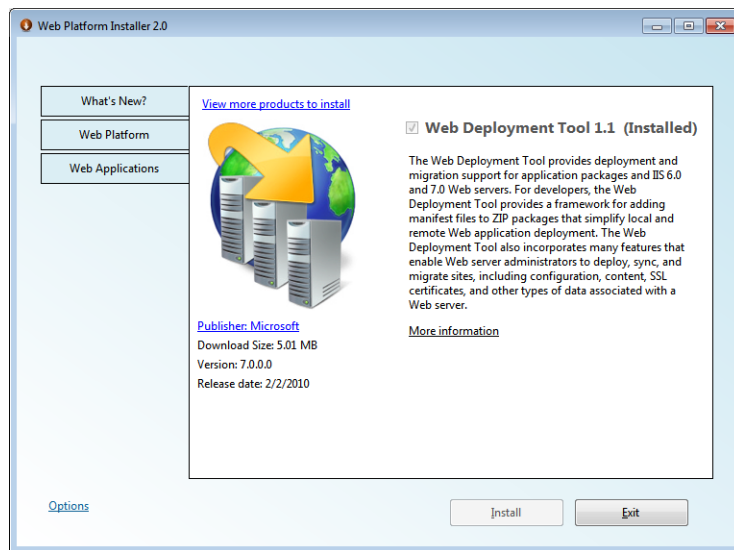 Web Platform Installer 2.0
What's New?
Web Platform
Web Applications
View more products to install
Publisher: Microsoft
Download Size: 5.01 MB
Version: 7.0.0.0
Release date: 2/2/2010
Web Deployment Tool 1.1 (Installed)
The Web Deployment Tool provides deployment and
migration support for application packages and IIS 6.0
and 7.0 Web servers. For developers, the Web
Deployment Tool provides a framework for adding
manifest files to ZIP packages that simplify local and
remote Web application deployment. The Web
Deployment Tool also incorporates many features that
enable Web server administrators to deploy, sync, and
migrate sites, including configuration, content, SSL
certificates, and other types of data associated with a
Web server.
More information
Options
Install
Exit